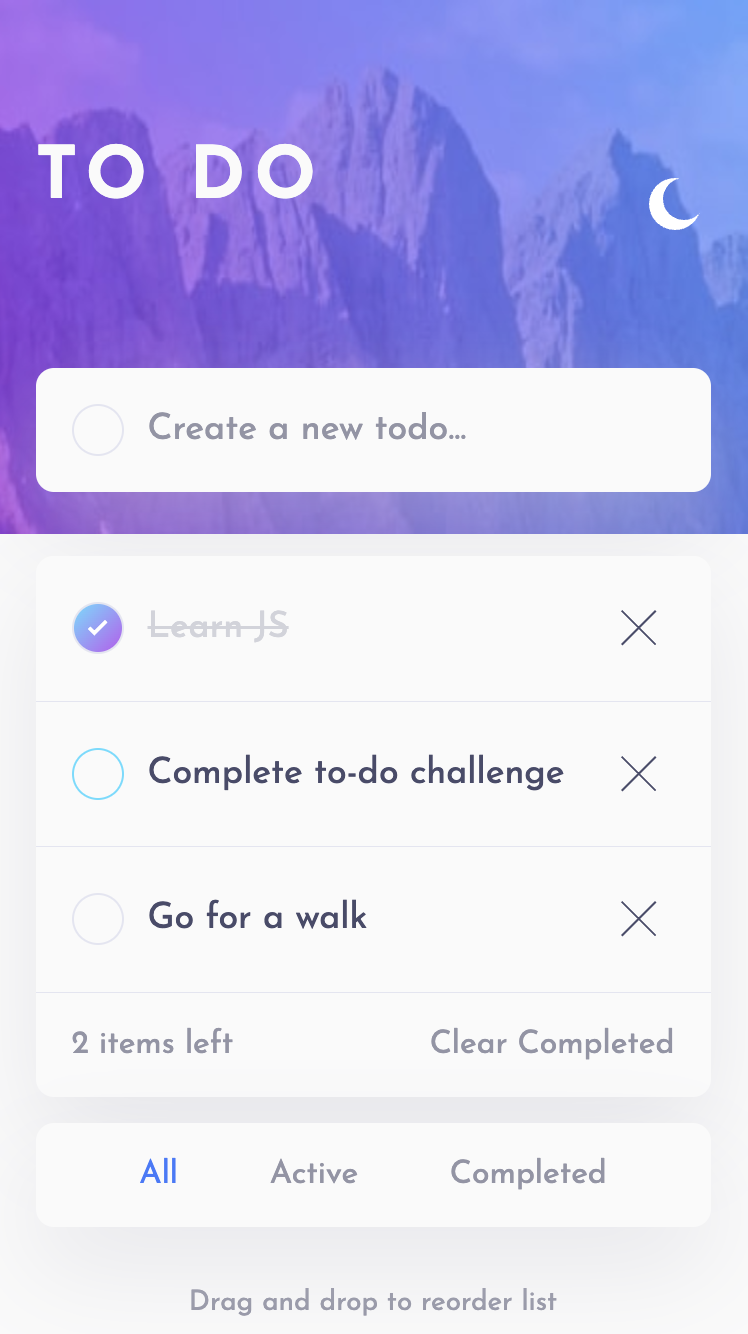 TO DO
Create a new todo...
Learn JS
Complete to-do challenge
Go for a walk
2 items left Clear Completed
All Active Completed
Drag and drop to reorder list